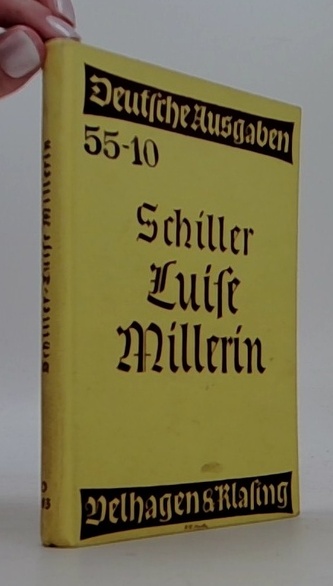 Deutſche Ausgaben
55-10
Schiller
Luiſe
Millerin
Velhagen & Klaſing
Schiller-Luiſe Millerin